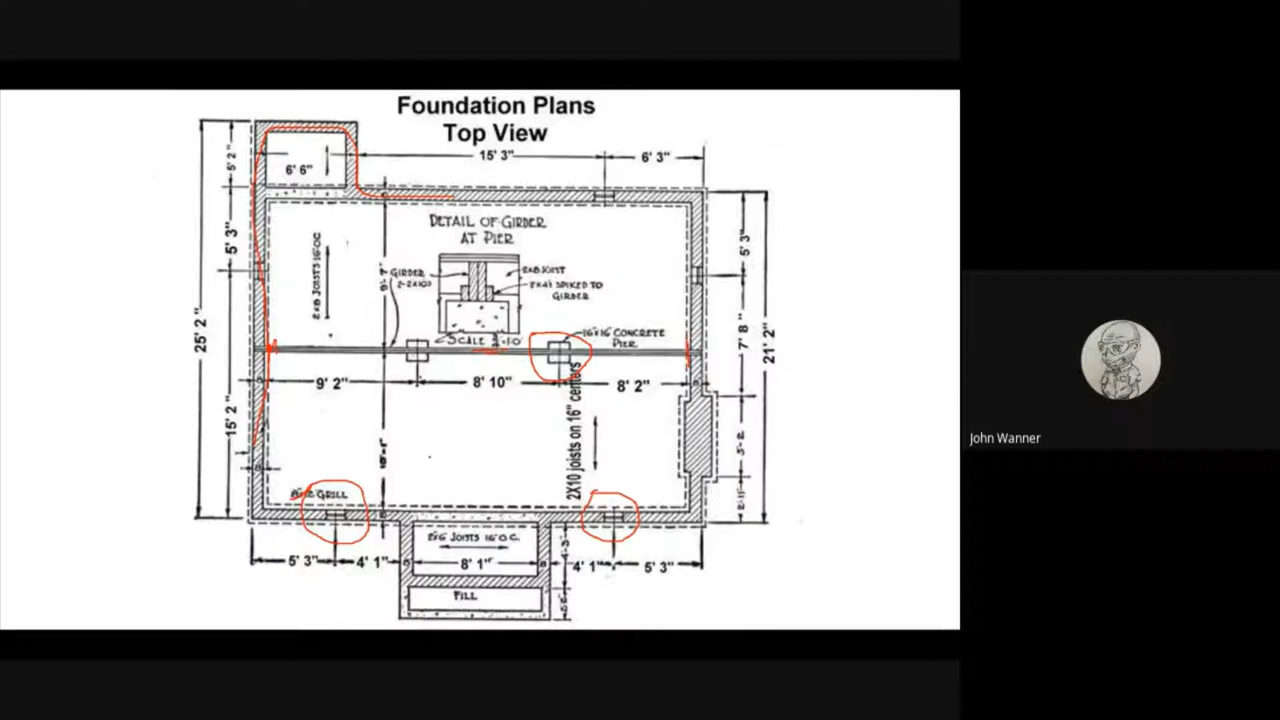 Foundation Plans
Top View
15' 3"
6' 3"
5' 2"
6' 6"
5' 3"
25' 2"
15' 2"
2x8 JOISTS 16" O.C.
DETAIL OF GIRDER
AT PIER
GIRDER
2-2x10s
2x8 JOIST
2x4s SPIKED TO
GIRDER
SCALE
16"x16" CONCRETE
PIER
5' 3"
7' 8"
21' 2"
9' 2"
8' 10"
8' 2"
2X10 joists on 16" centers
GRILL
2x6 JOISTS 16" O.C.
5' 3"
4' 1"
8' 1"
4' 1"
5' 3"
FILL
John Wanner